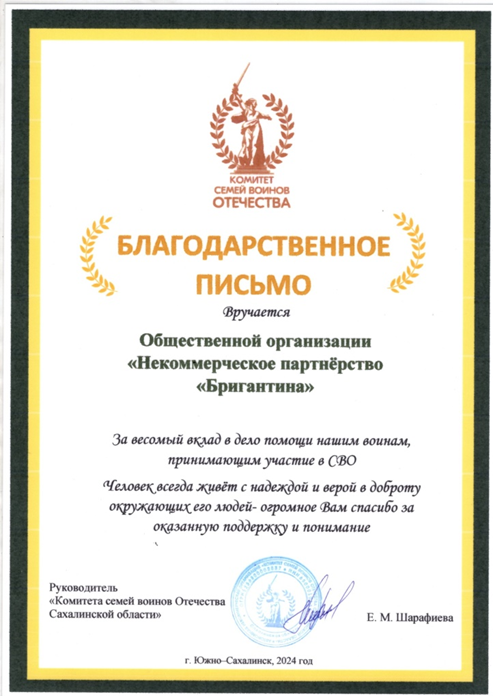 КОМИТЕТ
СЕМЕЙ ВОИНОВ
ОТЕЧЕСТВА
БЛАГОДАРСТВЕННОЕ
ПИСЬМО
Вручается
Общественной организации
«Некоммерческое партнёрство
«Бригантина»
За весомый вклад в дело помощи нашим воинам,
принимающим участие в СВО
Человек всегда живёт с надеждой и верой в доброту
окружающих его людей- огромное Вам спасибо за
оказанную поддержку и понимание
Руководитель
«Комитета семей воинов Отечества
Сахалинской области»
Е. М. Шарафиева
г. Южно–Сахалинск, 2024 год